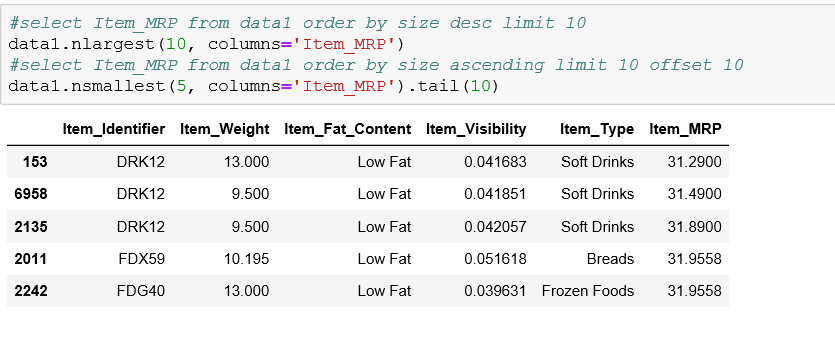 #select Item_MRP from data1 order by size desc limit 10
data1.nlargest(10, columns='Item_MRP')
#select Item_MRP from data1 order by size ascending limit 10 offset 10
data1.nsmallest(5, columns='Item_MRP').tail(10)
Item_Identifier Item_Weight Item_Fat_Content Item_Visibility Item_Type Item_MRP
153 DRK12 13.000 Low Fat 0.041683 Soft Drinks 31.2900
6958 DRK12 9.500 Low Fat 0.041851 Soft Drinks 31.4900
2135 DRK12 9.500 Low Fat 0.042057 Soft Drinks 31.8900
2011 FDX59 10.195 Low Fat 0.051618 Breads 31.9558
2242 FDG40 13.000 Low Fat 0.039631 Frozen Foods 31.9558